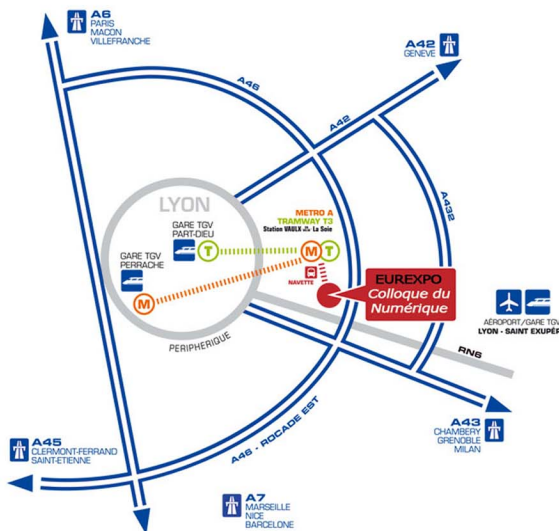 A6
PARIS
MACON
VILLEFRANCHE
A42
GENEVE
A46
A42
A432
LYON
METRO A
TRAMWAY T3
Station VAULX La Soie
GARE TGV
PART-DIEU
T
M T
GARE TGV
PERRACHE
M
NAVETTE
EUREXPO
Colloque du
Numérique
AÉROPORT/GARE TGV
LYON - SAINT EXUPÉR
PERIPHERIQUE
RN6
A43
CHAMBERY
GRENOBLE
MILAN
A46 - ROCADE EST
A45
CLERMONT-FERRAND
SAINT-ETIENNE
A7
MARSEILLE
NICE
BARCELONE